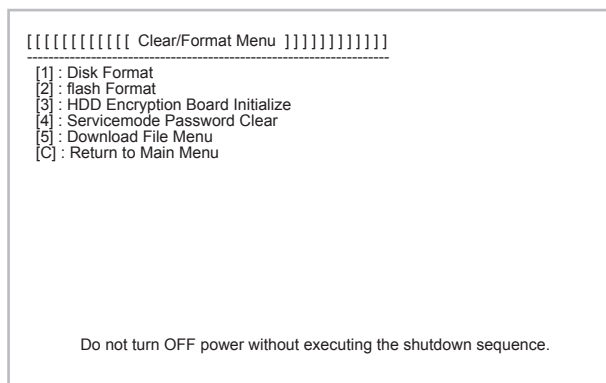 [ [ [ [ [ [ [ [ [ [ [ [  Clear/Format Menu  ] ] ] ] ] ] ] ] ] ] ] ]
--------------------------------------------------------------------
[1] : Disk Format
[2] : flash Format
[3] : HDD Encryption Board Initialize
[4] : Servicemode Password Clear
[5] : Download File Menu
[C] : Return to Main Menu
Do not turn OFF power without executing the shutdown sequence.